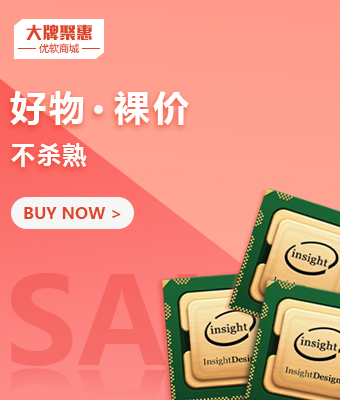 大牌聚惠
优软商城
好物·裸价
不杀熟
BUY NOW >
SA
insight
insight
InsightDesign
InsightDesi
insight
InsightDesign